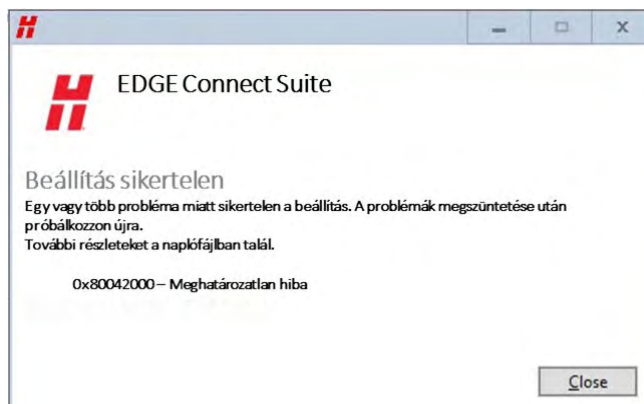 EDGE Connect Suite
Beállítás sikertelen
Egy vagy több probléma miatt sikertelen a beállítás. A problémák megszüntetése után
próbálkozzon újra.
További részleteket a naplófájlban talál.
0x80042000 – Meghatározatlan hiba
Close